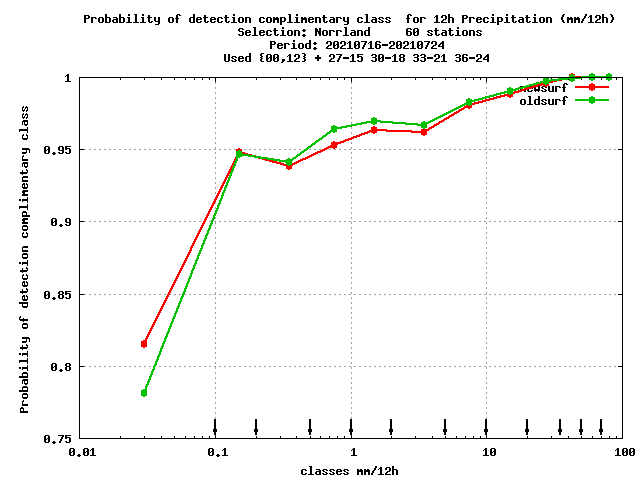 Probability of detection complimentary class  for 12h Precipitation (mm/12h)
Selection: Norrland     60 stations
Period: 20210716-20210724
Used {00,12} + 27-15 30-18 33-21 36-24
Probability of detection complimentary class
1
0.95
0.9
0.85
0.8
0.75
newsurf
oldsurf
0.01
0.1
1
10
100
classes mm/12h